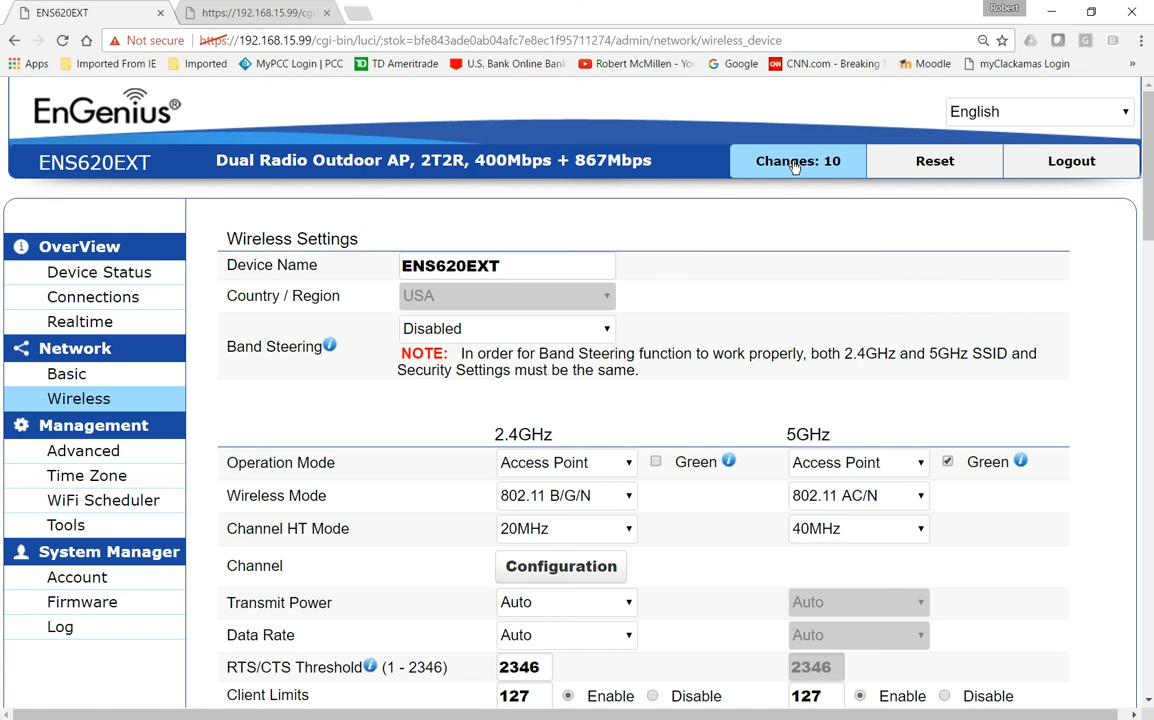 ENS620EXT
https://192.168.15.99/cg
Robert
Not secure
https://192.168.15.99/cgi-bin/luci/;stok=bfe843ade0ab04afc7e8ec1f95711274/admin/network/wireless_device
Apps Imported From IE Imported MyPCC Login | PCC TD Ameritrade U.S. Bank Online Bank Robert McMillen - Yo Google CNN.com - Breaking Moodle myClackamas Login »
EnGenius®
English
ENS620EXT Dual Radio Outdoor AP, 2T2R, 400Mbps + 867Mbps Changes: 10 Reset Logout
OverView
Device Status
Connections
Realtime
Network
Basic
Wireless
Management
Advanced
Time Zone
WiFi Scheduler
Tools
System Manager
Account
Firmware
Log
Wireless Settings
Device Name ENS620EXT
Country / Region USA
Band Steering Disabled
NOTE: In order for Band Steering function to work properly, both 2.4GHz and 5GHz SSID and
Security Settings must be the same.
2.4GHz 5GHz
Operation Mode Access Point Green Access Point Green
Wireless Mode 802.11 B/G/N 802.11 AC/N
Channel HT Mode 20MHz 40MHz
Channel Configuration
Transmit Power Auto Auto
Data Rate Auto Auto
RTS/CTS Threshold (1 - 2346) 2346 2346
Client Limits 127 Enable Disable 127 Enable Disable